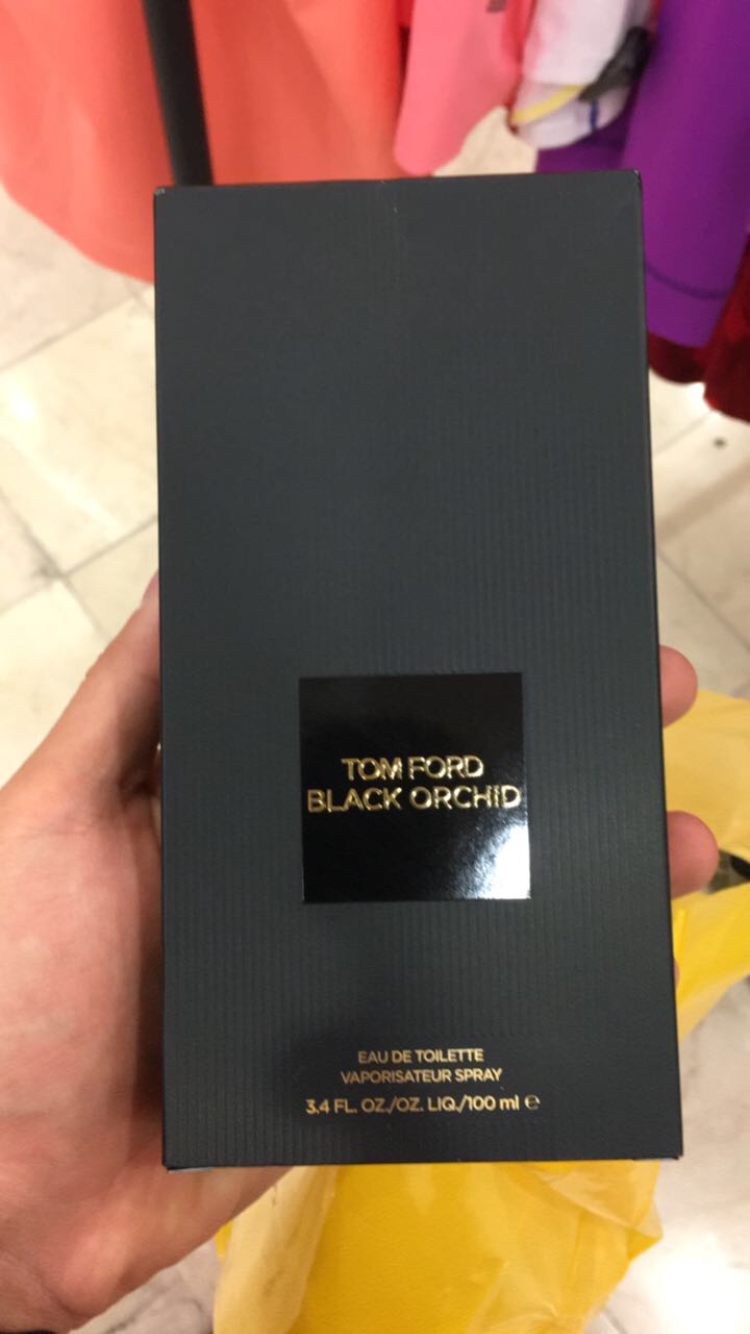 TOM FORD
BLACK ORCHID
EAU DE TOILETTE
VAPORISATEUR SPRAY
3.4 FL. OZ./OZ. LIQ./100 ml ℮